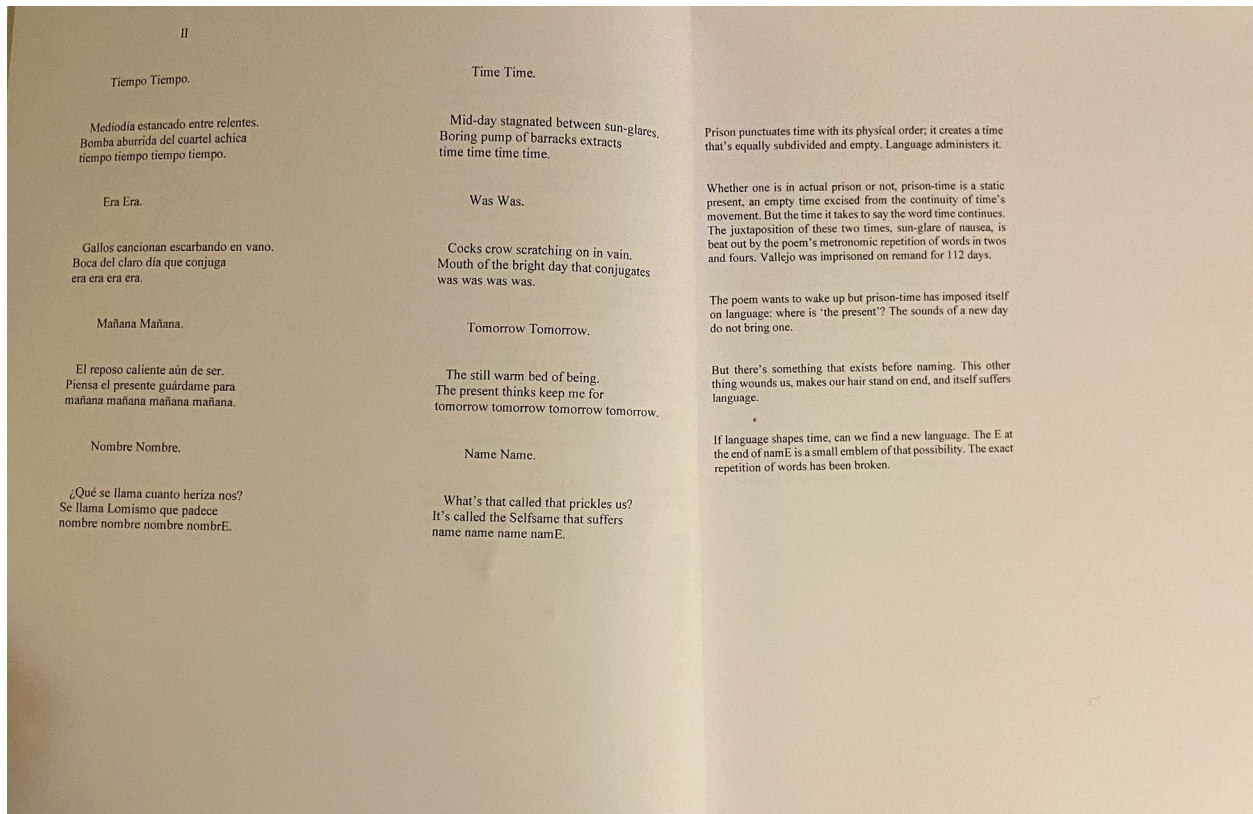 II
Tiempo Tiempo.
Mediodía estancado entre relentes.
Bomba aburrida del cuartel achica
tiempo tiempo tiempo tiempo.
Era Era.
Gallos cancionan escarbando en vano.
Boca del claro día que conjuga
era era era era.
Mañana Mañana.
El reposo caliente aún de ser.
Piensa el presente guárdame para
mañana mañana mañana mañana.
Nombre Nombre.
¿Qué se llama cuanto heriza nos?
Se llama Lomismo que padece
nombre nombre nombre nombrE.
Time Time.
Mid-day stagnated between sun-glares.
Boring pump of barracks extracts
time time time time.
Was Was.
Cocks crow scratching on in vain.
Mouth of the bright day that conjugates
was was was was.
Tomorrow Tomorrow.
The still warm bed of being.
The present thinks keep me for
tomorrow tomorrow tomorrow tomorrow.
Name Name.
What's that called that prickles us?
It's called the Selfsame that suffers
name name name namE.
Prison punctuates time with its physical order; it creates a time
that's equally subdivided and empty. Language administers it.
Whether one is in actual prison or not, prison-time is a static
present, an empty time excised from the continuity of time's
movement. But the time it takes to say the word time continues.
The juxtaposition of these two times, sun-glare of nausea, is
beat out by the poem's metronomic repetition of words in twos
and fours. Vallejo was imprisoned on remand for 112 days.
The poem wants to wake up but prison-time has imposed itself
on language: where is 'the present'? The sounds of a new day
do not bring one.
But there's something that exists before naming. This other
thing wounds us, makes our hair stand on end, and itself suffers
language.
If language shapes time, can we find a new language. The E at
the end of namE is a small emblem of that possibility. The exact
repetition of words has been broken.